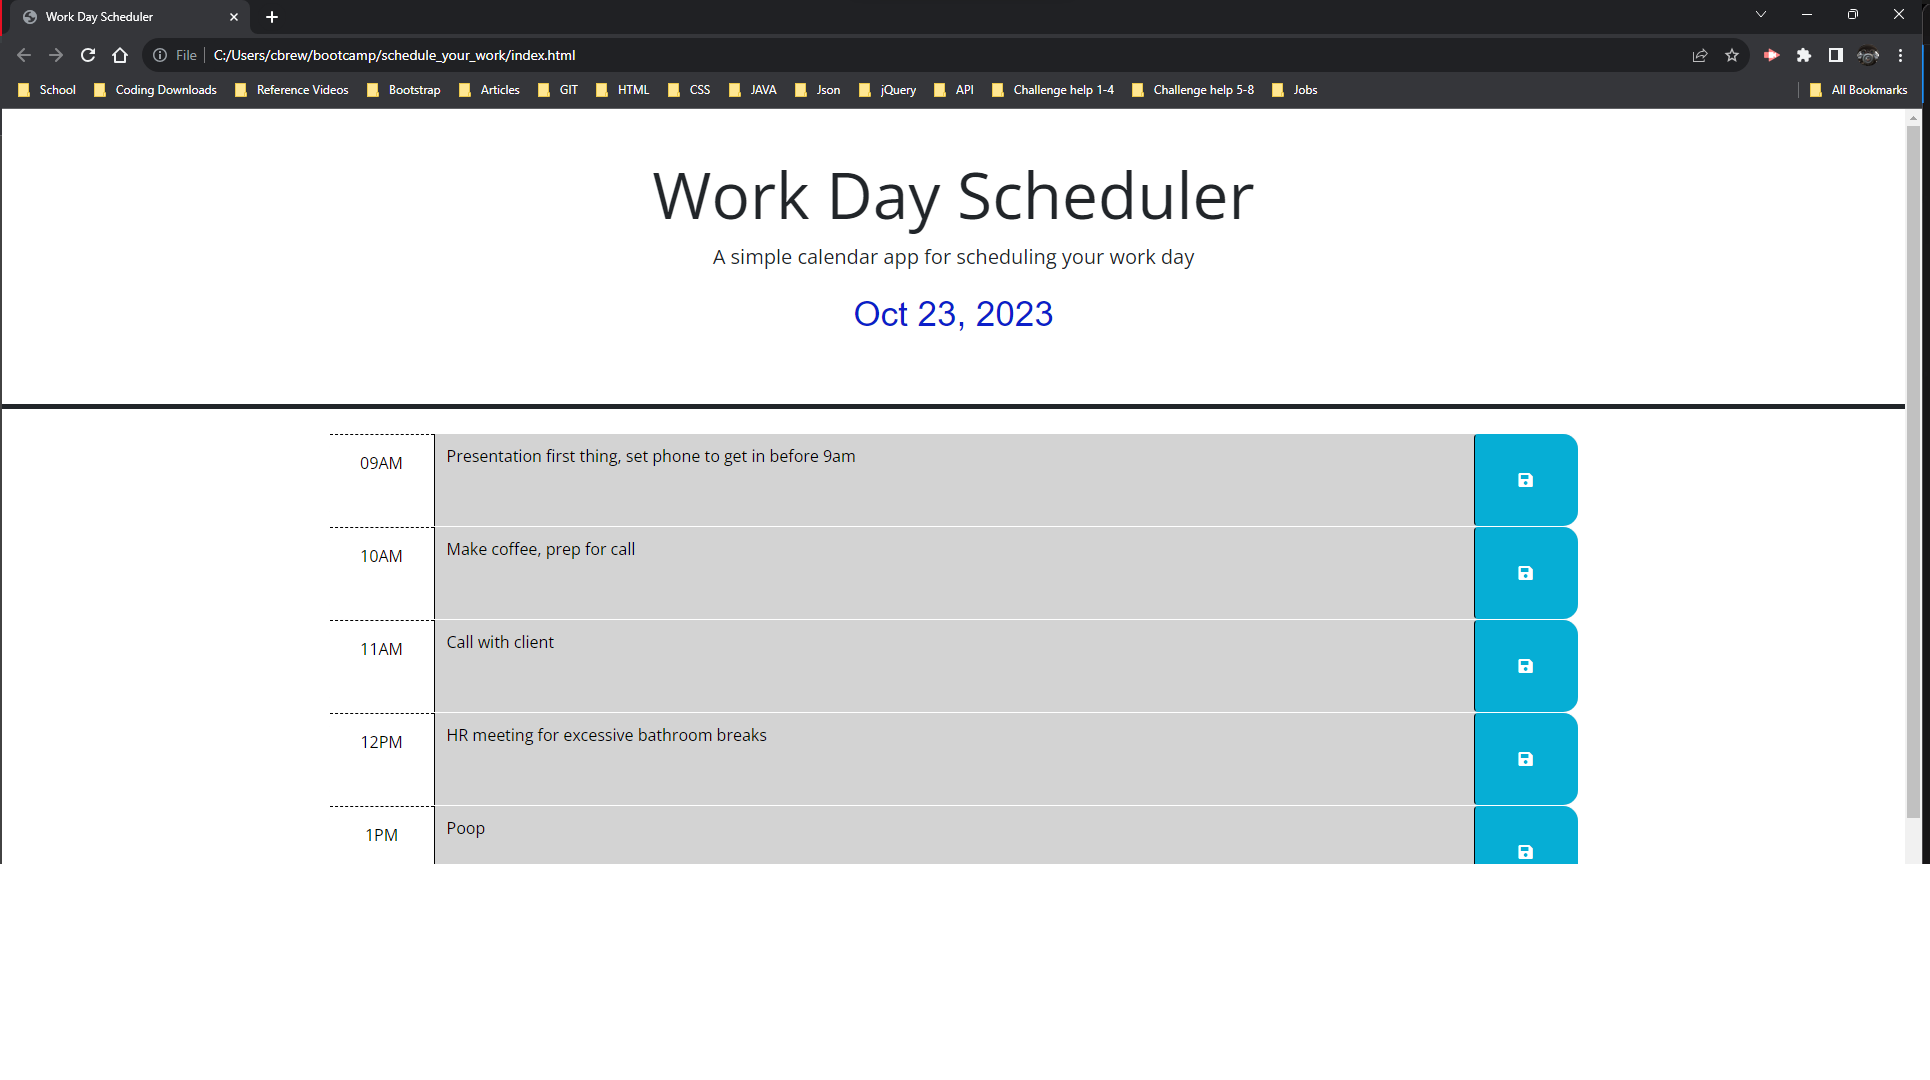 Work Day Scheduler
File C:/Users/cbrew/bootcamp/schedule_your_work/index.html
School Coding Downloads Reference Videos Bootstrap Articles GIT HTML CSS JAVA Json jQuery API Challenge help 1-4 Challenge help 5-8 Jobs All Bookmarks
Work Day Scheduler
A simple calendar app for scheduling your work day
Oct 23, 2023
09AM Presentation first thing, set phone to get in before 9am
10AM Make coffee, prep for call
11AM Call with client
12PM HR meeting for excessive bathroom breaks
1PM Poop